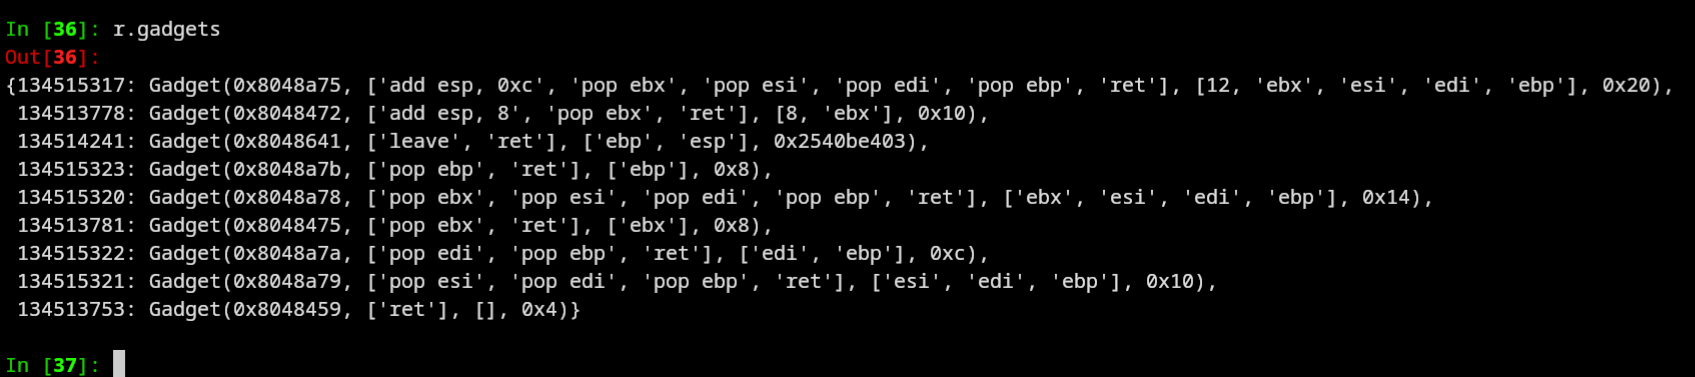 In [36]: r.gadgets
Out[36]:
{134515317: Gadget(0x8048a75, ['add esp, 0xc', 'pop ebx', 'pop esi', 'pop edi', 'pop ebp', 'ret'], [12, 'ebx', 'esi', 'edi', 'ebp'], 0x20),
 134513778: Gadget(0x8048472, ['add esp, 8', 'pop ebx', 'ret'], [8, 'ebx'], 0x10),
 134514241: Gadget(0x8048641, ['leave', 'ret'], ['ebp', 'esp'], 0x2540be403),
 134515323: Gadget(0x8048a7b, ['pop ebp', 'ret'], ['ebp'], 0x8),
 134515320: Gadget(0x8048a78, ['pop ebx', 'pop esi', 'pop edi', 'pop ebp', 'ret'], ['ebx', 'esi', 'edi', 'ebp'], 0x14),
 134513781: Gadget(0x8048475, ['pop ebx', 'ret'], ['ebx'], 0x8),
 134515322: Gadget(0x8048a7a, ['pop edi', 'pop ebp', 'ret'], ['edi', 'ebp'], 0xc),
 134515321: Gadget(0x8048a79, ['pop esi', 'pop edi', 'pop ebp', 'ret'], ['esi', 'edi', 'ebp'], 0x10),
 134513753: Gadget(0x8048459, ['ret'], [], 0x4)}
In [37]: